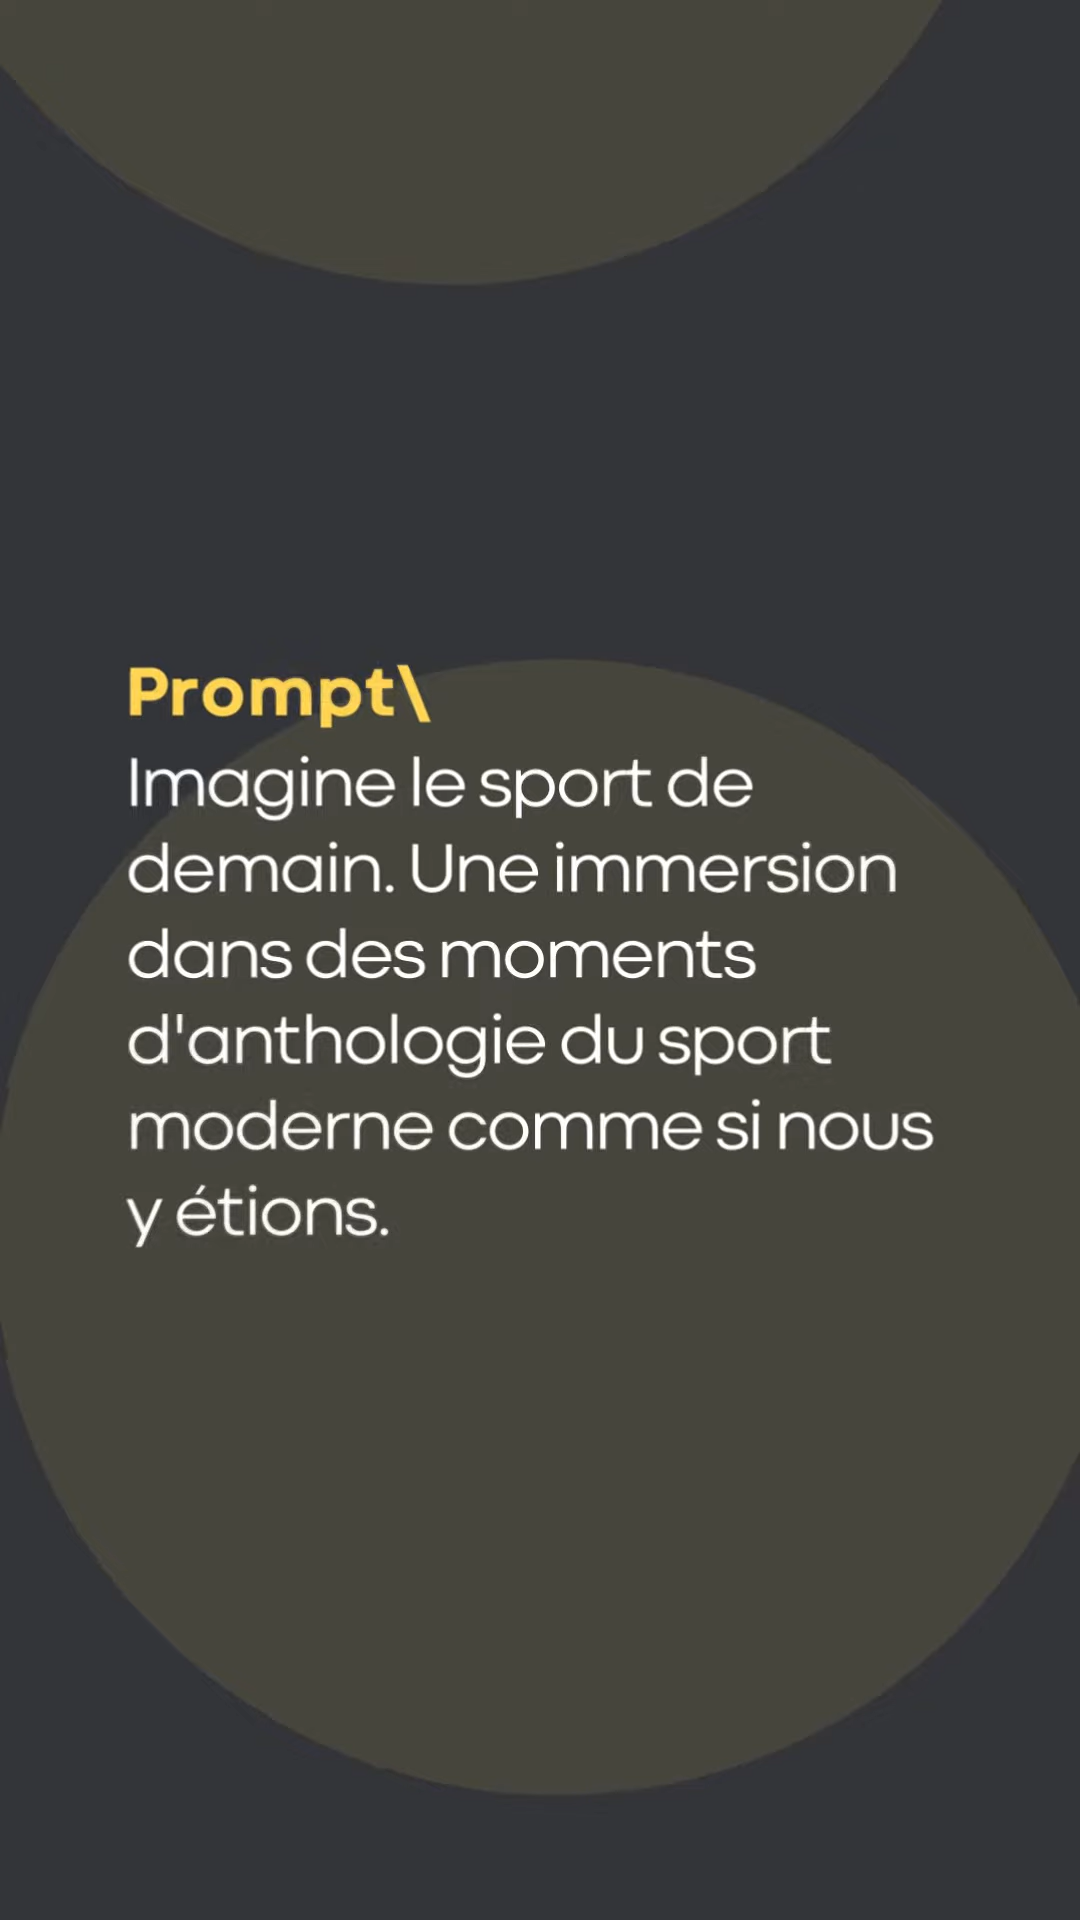 Prompt\
Imagine le sport de
demain. Une immersion
dans des moments
d'anthologie du sport
moderne comme si nous
y étions.